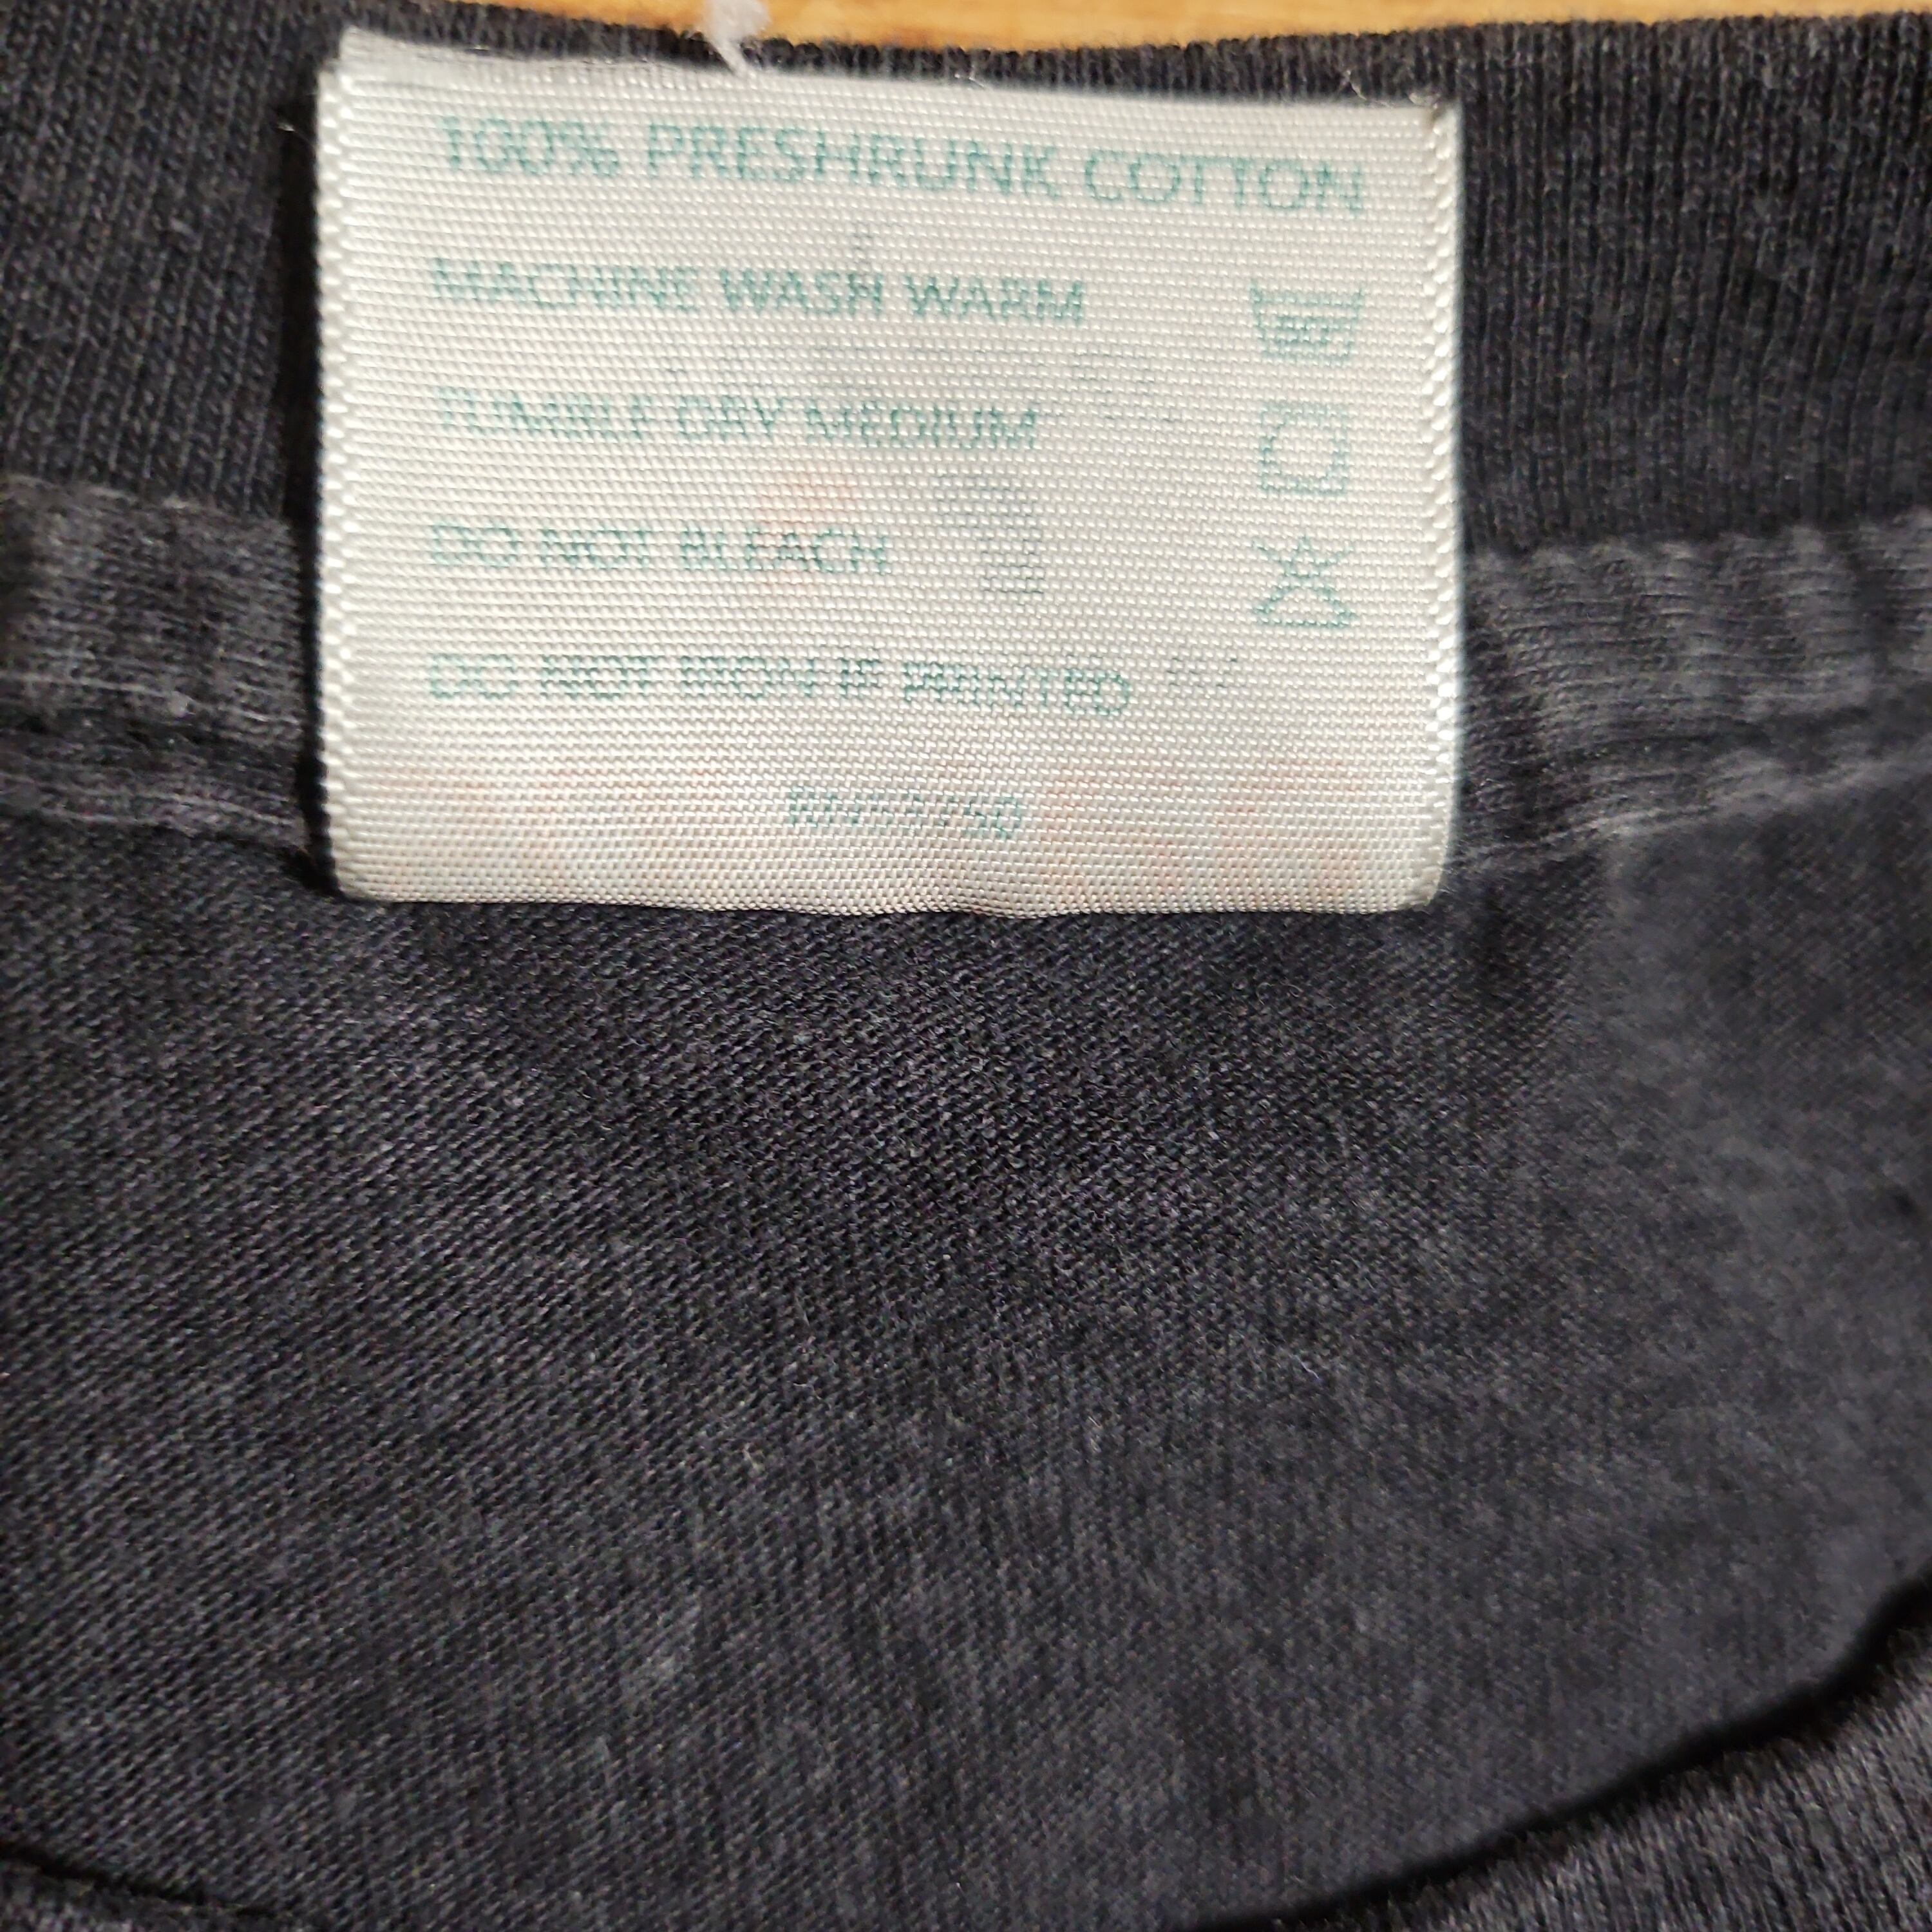 100% PRESHRUNK COTTON
MACHINE WASH WARM
TUMBLE DRY MEDIUM
DO NOT BLEACH
DO NOT IRON IF PRINTED